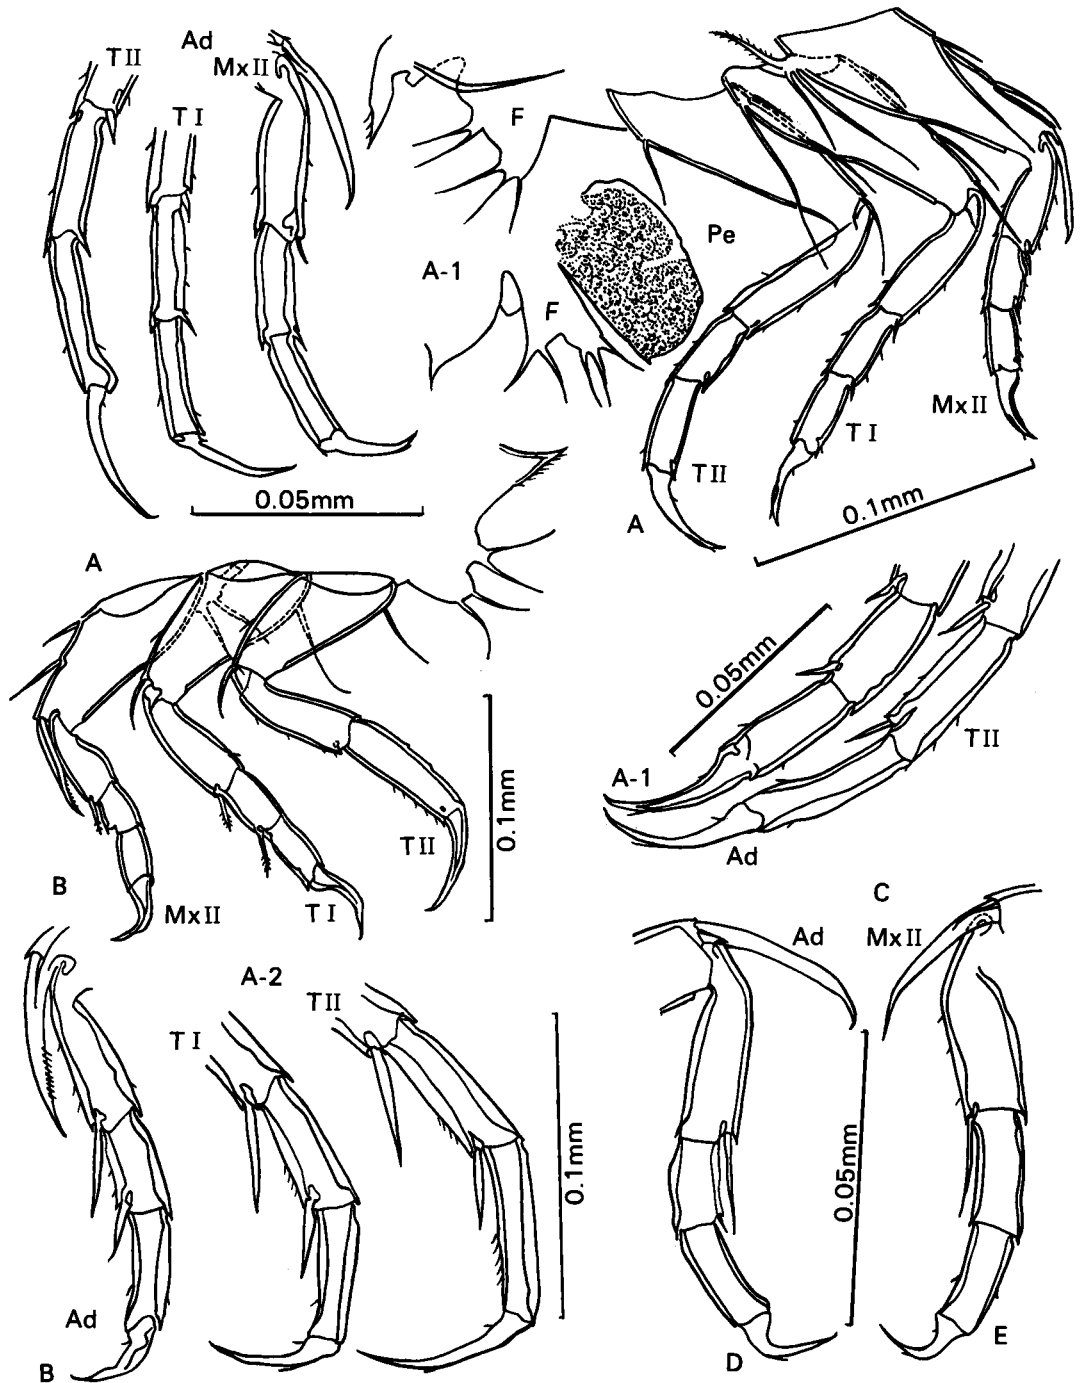 T II
Ad
Mx II
T I
F
Pe
A-1
F
Mx II
T I
T II
0.05mm
A
0.1mm
A
0.05mm
T II
A-1
0.1mm
T II
Ad
B
Mx II
T I
C
Ad
Mx II
A-2
T II
T I
0.1mm
0.05mm
Ad
B
D
E